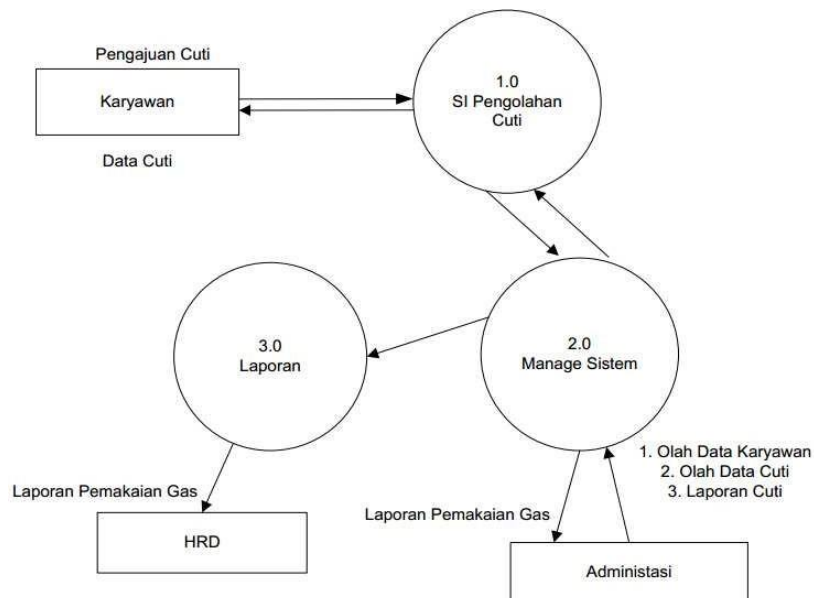 Pengajuan Cuti
Karyawan
Data Cuti
1.0
SI Pengolahan
Cuti
3.0
Laporan
2.0
Manage Sistem
1. Olah Data Karyawan
2. Olah Data Cuti
3. Laporan Cuti
Laporan Pemakaian Gas
HRD
Laporan Pemakaian Gas
Administasi